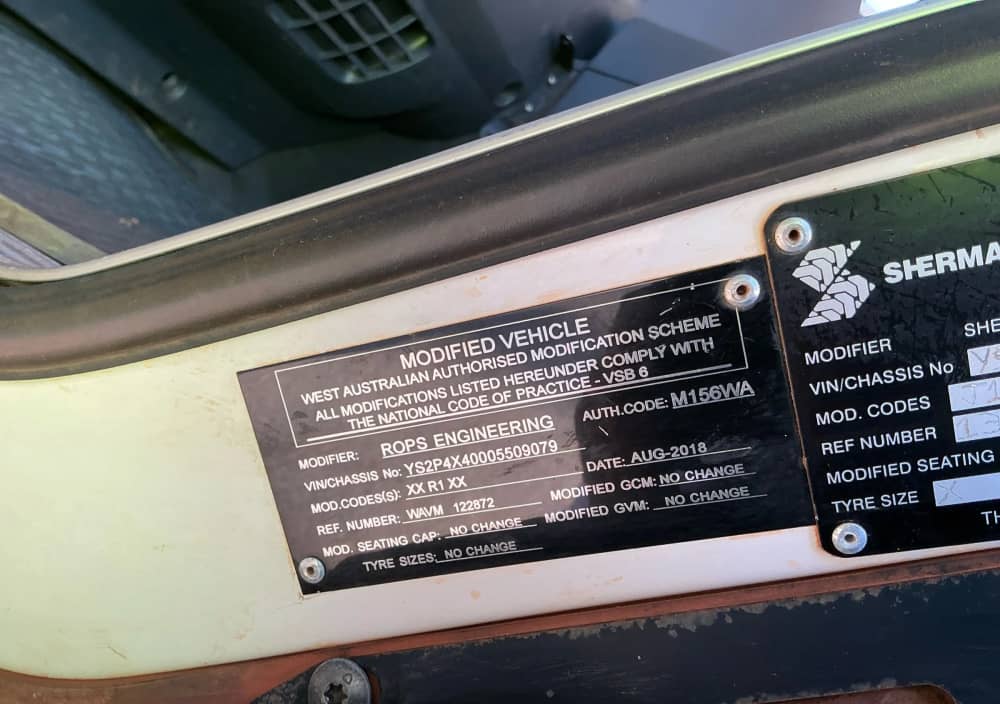 MODIFIED VEHICLE
WEST AUSTRALIAN AUTHORISED MODIFICATION SCHEME
ALL MODIFICATIONS LISTED HEREUNDER COMPLY WITH
THE NATIONAL CODE OF PRACTICE - VSB 6
MODIFIER: ROPS ENGINEERING AUTH.CODE: M156WA
VIN/CHASSIS No: YS2P4X40005509079
MOD.CODES(s): XX R1 XX DATE: AUG-2018
REF. NUMBER: WAVM 122872 MODIFIED GCM: NO CHANGE
MOD. SEATING CAP: NO CHANGE MODIFIED GVM: NO CHANGE
TYRE SIZES: NO CHANGE
SHERMA
MODIFIER SHE
VIN/CHASSIS No
MOD. CODES
REF NUMBER
MODIFIED SEATING
TYRE SIZE X
TH